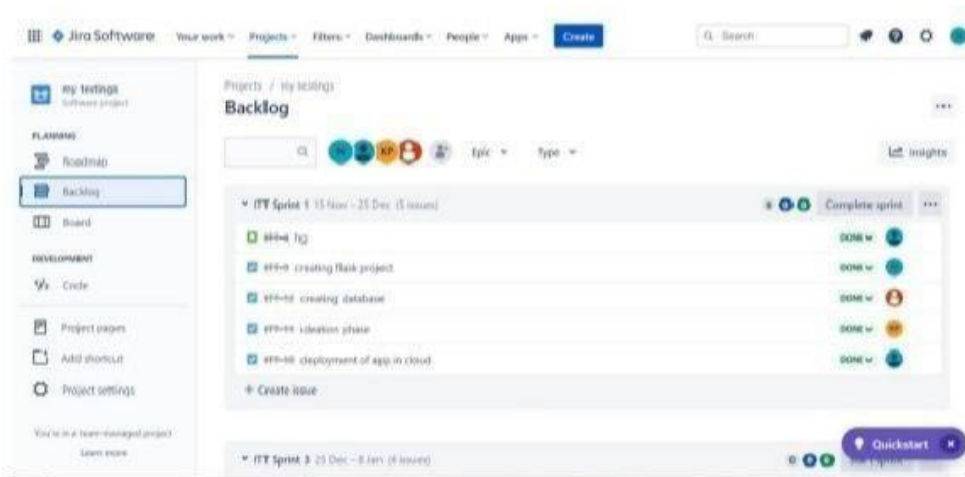 Jira Software Your work Projects Filters Dashboards People Apps Create Search
my testings
Software project
PLANNING
Roadmap
Backlog
Board
DEVELOPMENT
Code
Project pages
Add shortcut
Project settings
You're in a team-managed project
Learn more
Projects / my testings
Backlog
Epic Type Insights
ITT Sprint 1 15 Nov - 25 Dec (5 issues) Complete sprint
hg DONE
creating flask project DONE
creating database DONE
ideation phase DONE KP
deployment of app in cloud DONE
+ Create issue
ITT Sprint 3 25 Dec - 8 Jan
Quickstart